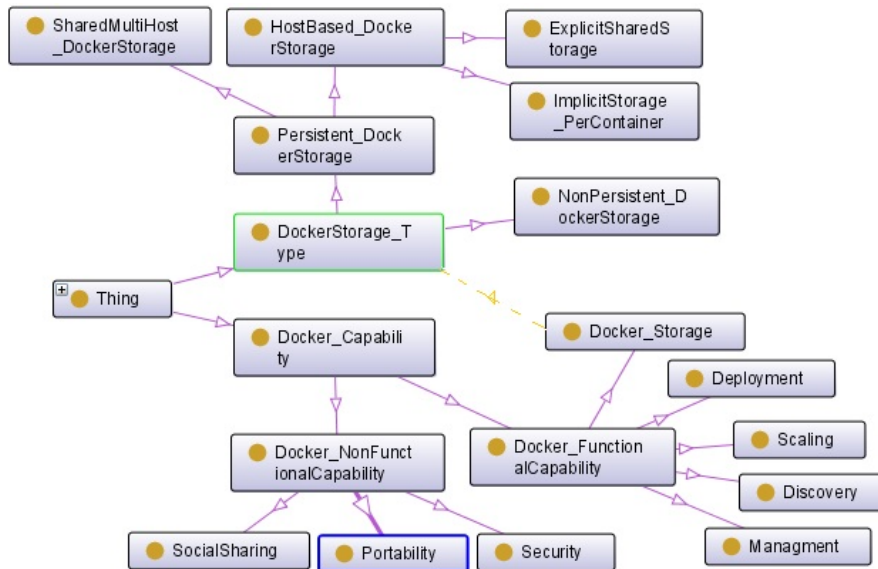 SharedMultiHost
_DockerStorage
HostBased_Docke
rStorage
ExplicitSharedS
torage
ImplicitStorage
_PerContainer
Persistent_Dock
erStorage
NonPersistent_D
ockerStorage
DockerStorage_T
ype
Thing
Docker_Storage
Docker_Capabili
ty
Deployment
Docker_NonFunct
ionalCapability
Docker_Function
alCapability
Scaling
Discovery
SocialSharing
Portability
Security
Managment